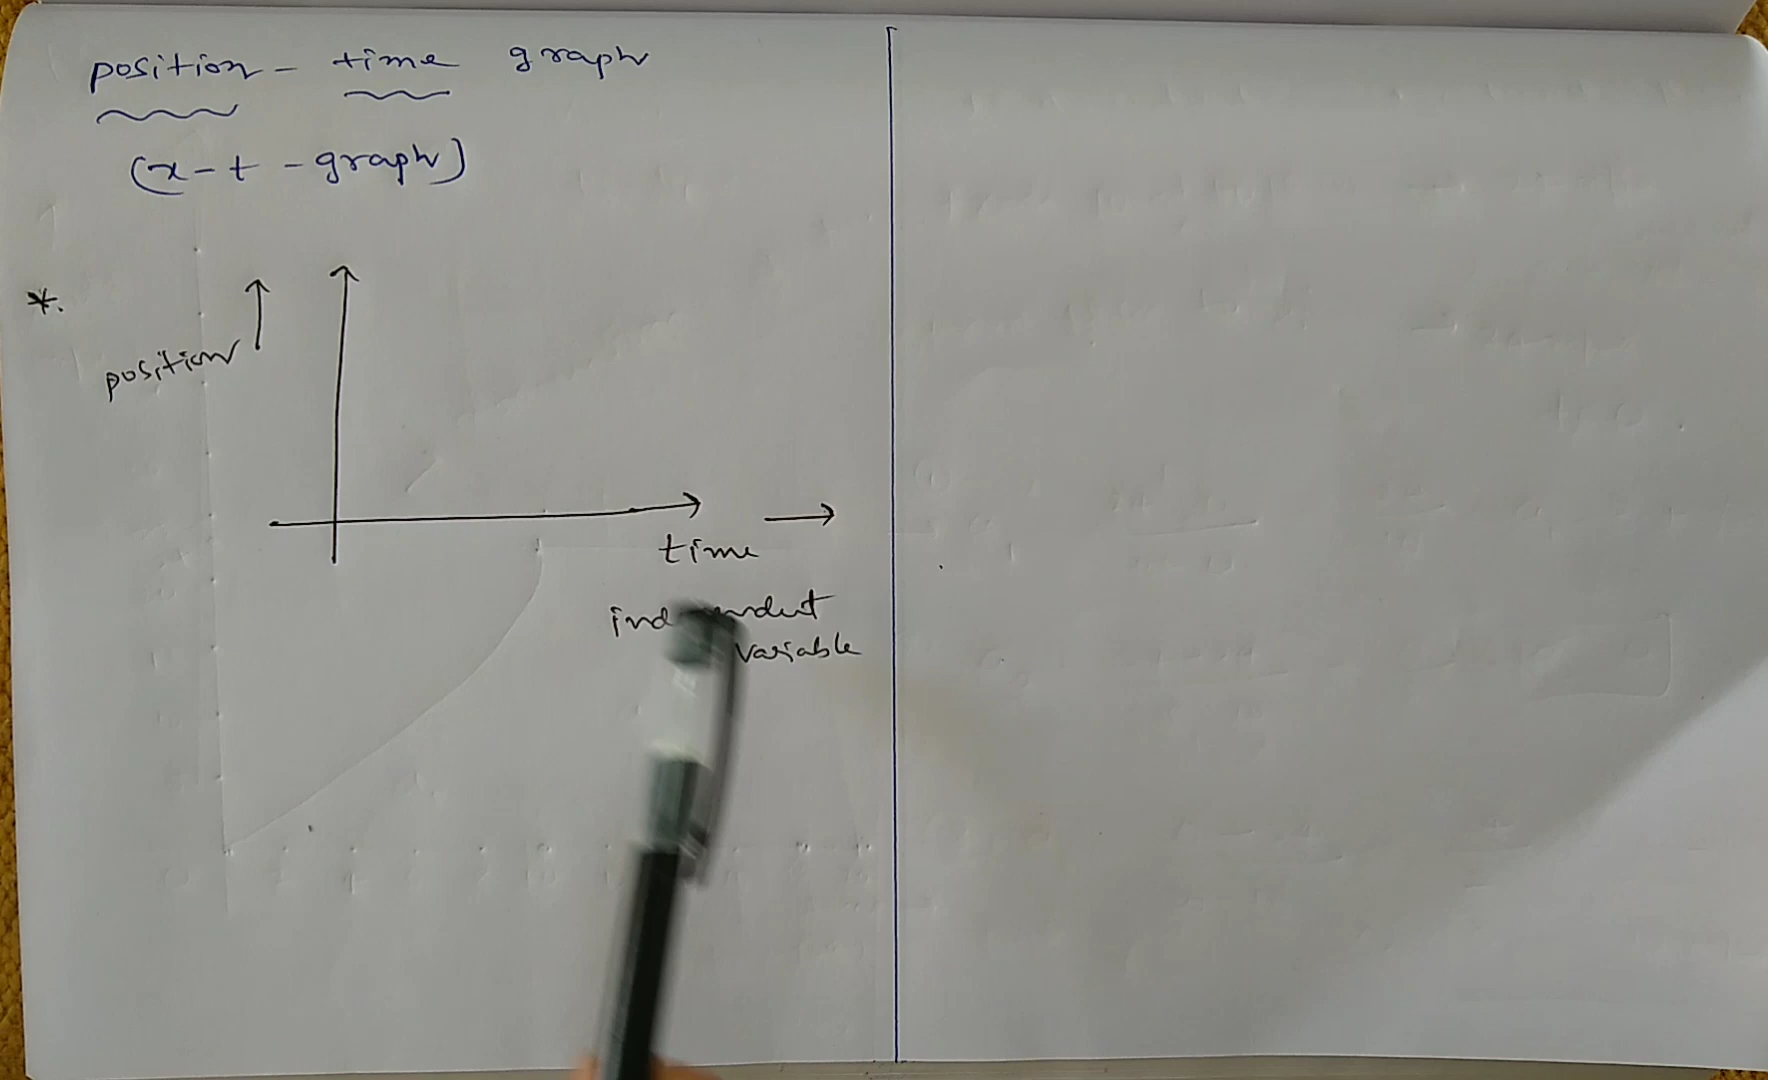 position - time graph
(x-t-graph)
*.
position
time
variable